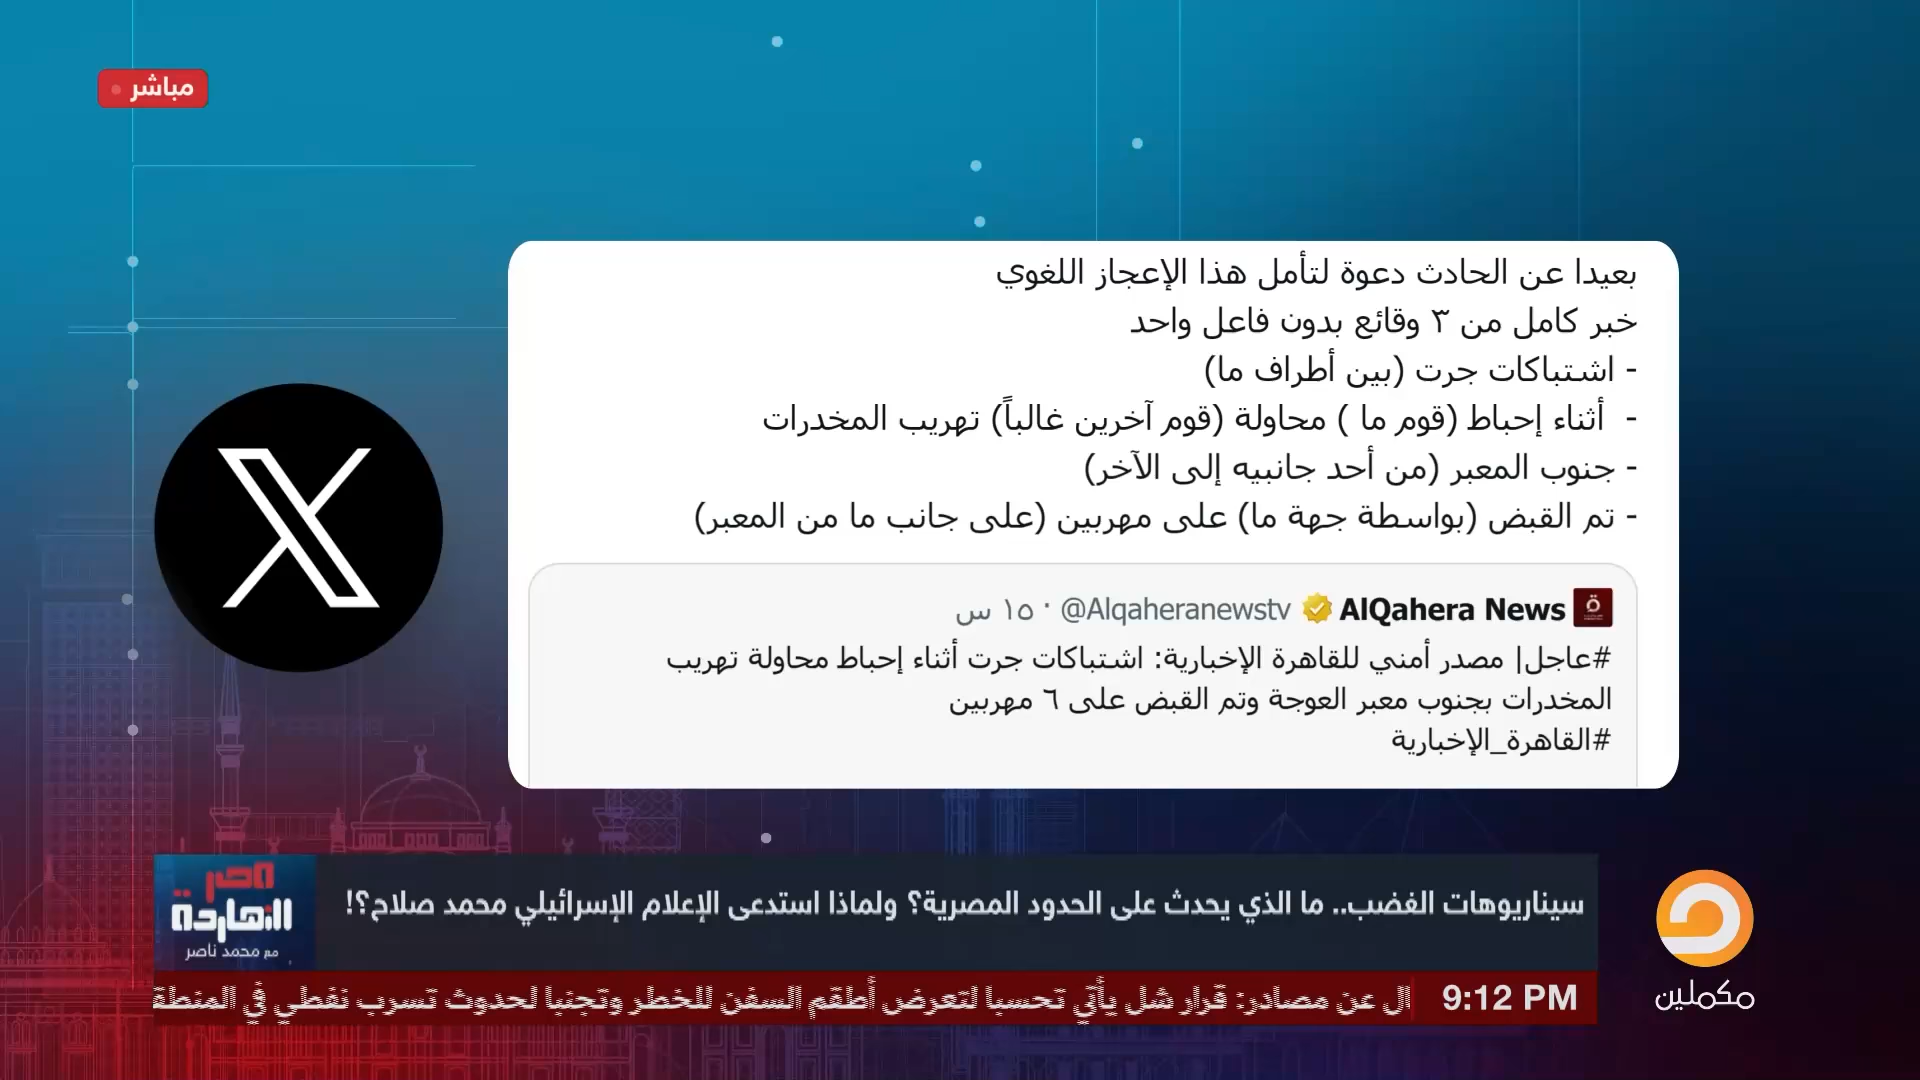 مباشر
بعيدا عن الحادث دعوة لتأمل هذا الإعجاز اللغوي
خبر كامل من ٣ وقائع بدون فاعل واحد
- اشتباكات جرت (بين أطراف ما)
- أثناء إحباط (قوم ما ) محاولة (قوم آخرين غالباً) تهريب المخدرات
- جنوب المعبر (من أحد جانبيه إلى الآخر)
- تم القبض (بواسطة جهة ما) على مهربين (على جانب ما من المعبر)
AlQahera News @Alqaheranewstv · ١٥ س
#عاجل| مصدر أمني للقاهرة الإخبارية: اشتباكات جرت أثناء إحباط محاولة تهريب
المخدرات بجنوب معبر العوجة وتم القبض على ٦ مهربين
#القاهرة_الإخبارية
سيناريوهات الغضب.. ما الذي يحدث على الحدود المصرية؟ ولماذا استدعى الإعلام الإسرائيلي محمد صلاح؟!
مصر
النهاردة
مع محمد ناصر
9:12 PM
ال عن مصادر: قرار شل يأتي تحسبا لتعرض أطقم السفن للخطر وتجنبا لحدوث تسرب نفطي في
مكملين